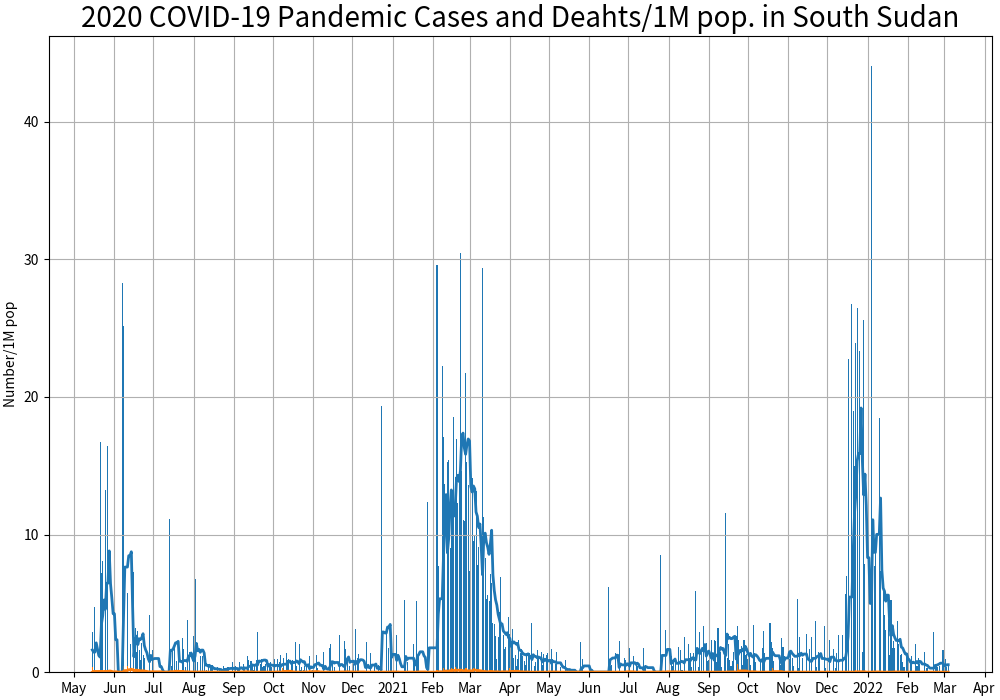 2020 COVID-19 Pandemic Cases and Deahts/1M pop. in South Sudan
Number/1M pop
40
30
20
10
0
May Jun Jul Aug Sep Oct Nov Dec 2021 Feb Mar Apr May Jun Jul Aug Sep Oct Nov Dec 2022 Feb Mar Apr